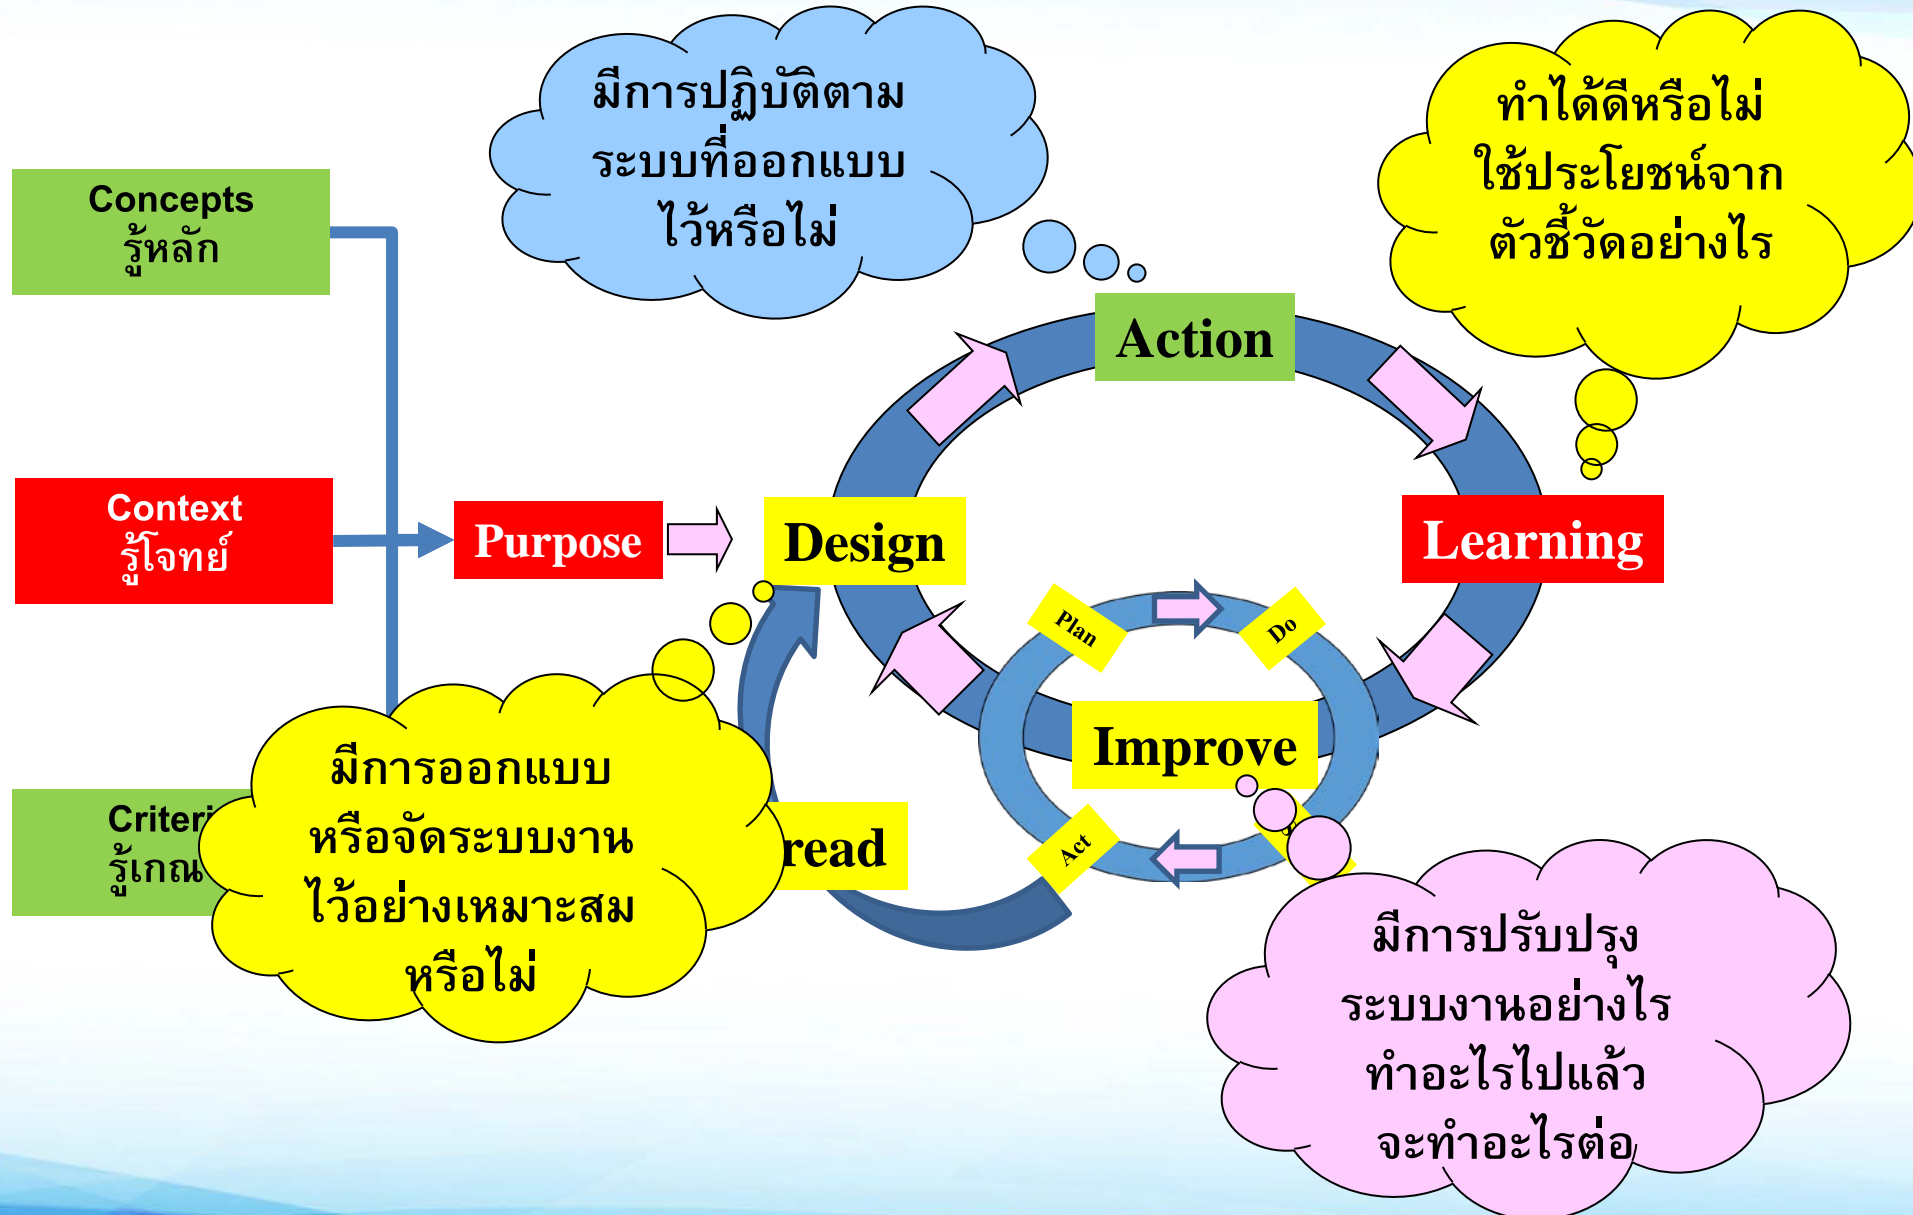 มีการปฏิบัติตาม
ระบบที่ออกแบบ
ไว้หรือไม่
ทำได้ดีหรือไม่
ใช้ประโยชน์จาก
ตัวชี้วัดอย่างไร
Concepts
รู้หลัก
Action
Context
รู้โจทย์
Purpose
Design
Learning
Plan
Do
Improve
Act
มีการออกแบบ
หรือจัดระบบงาน
ไว้อย่างเหมาะสม
หรือไม่
มีการปรับปรุง
ระบบงานอย่างไร
ทำอะไรไปแล้ว
จะทำอะไรต่อ